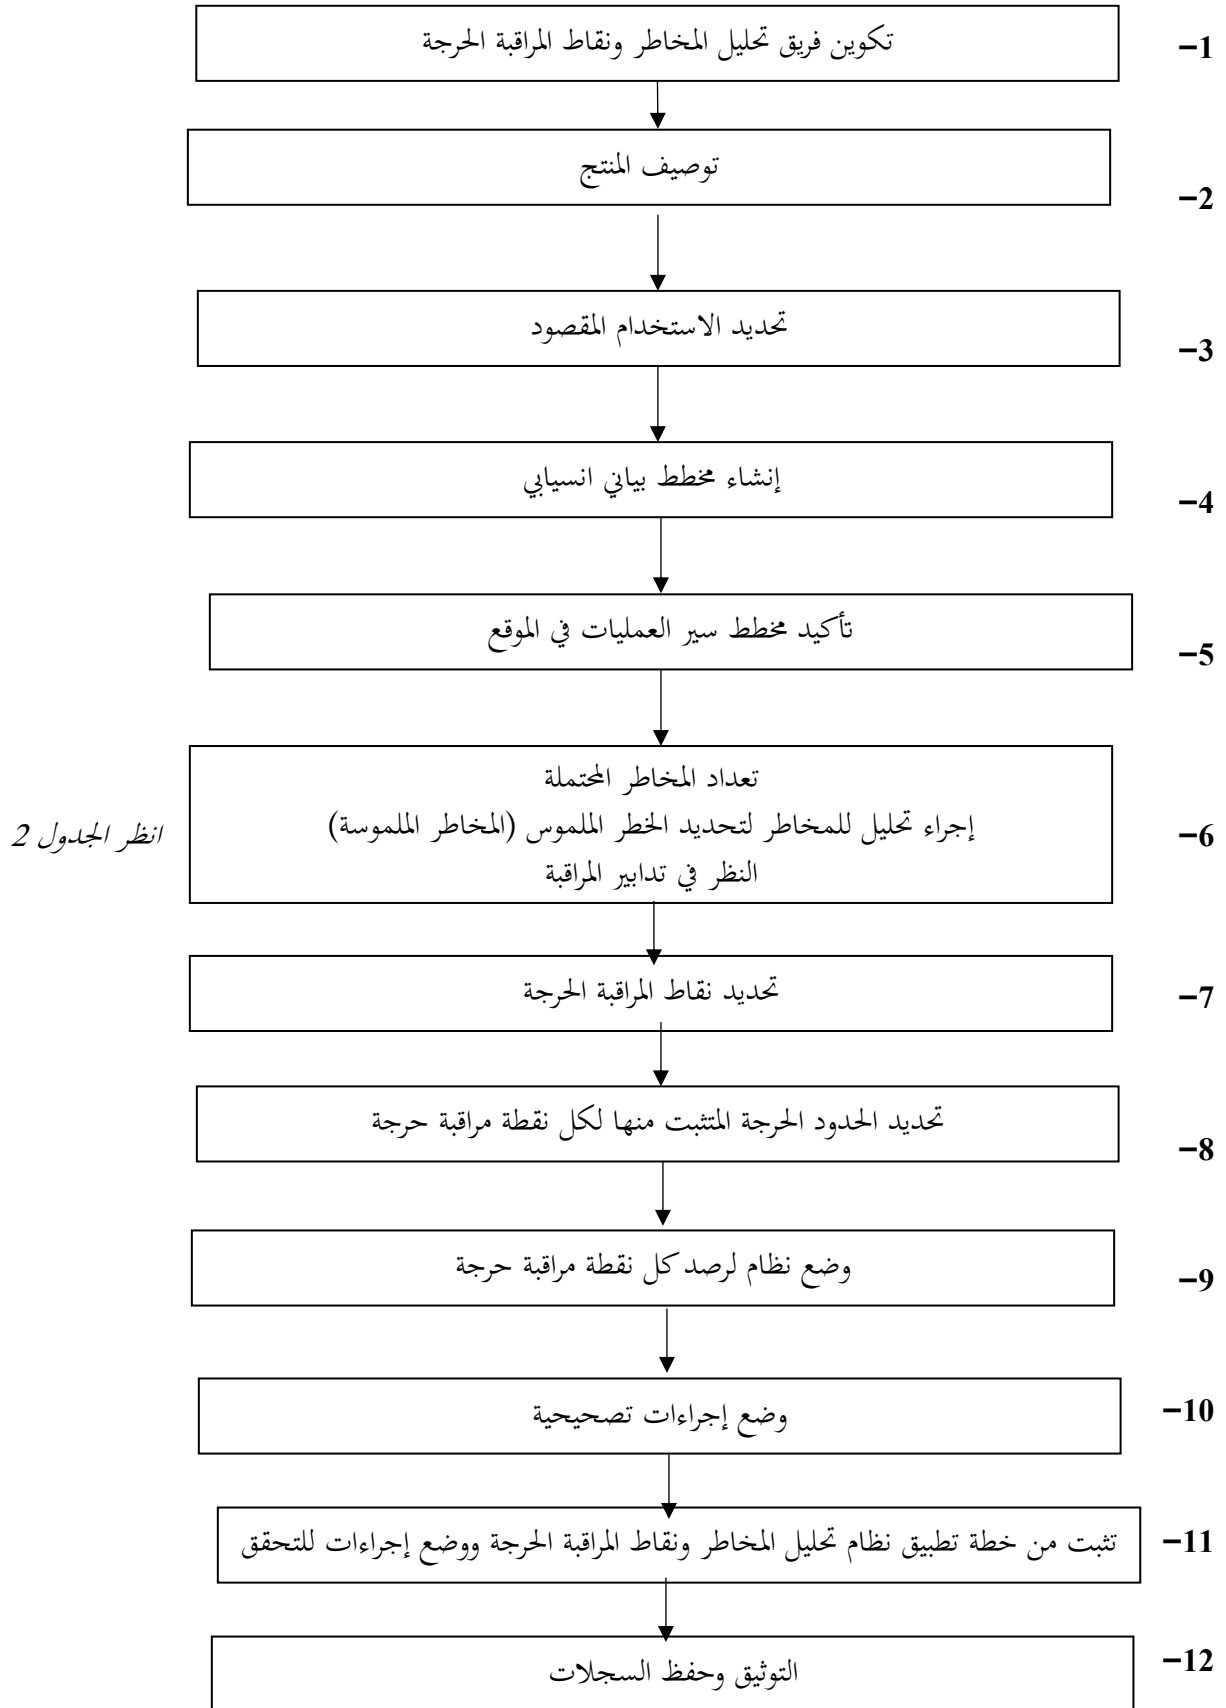 1- تكوين فريق تحليل المخاطر ونقاط المراقبة الحرجة
2- توصيف المنتج
3- تحديد الاستخدام المقصود
4- إنشاء مخطط بياني انسيابي
5- تأكيد مخطط سير العمليات في الموقع
تعداد المخاطر المحتملة
6- إجراء تحليل للمخاطر لتحديد الخطر الملموس (المخاطر الملموسة) انظر الجدول 2
النظر في تدابير المراقبة
7- تحديد نقاط المراقبة الحرجة
8- تحديد الحدود الحرجة المتثبت منها لكل نقطة مراقبة حرجة
9- وضع نظام لرصد كل نقطة مراقبة حرجة
10- وضع إجراءات تصحيحية
11- تثبت من خطة تطبيق نظام تحليل المخاطر ونقاط المراقبة الحرجة ووضع إجراءات للتحقق
12- التوثيق وحفظ السجلات